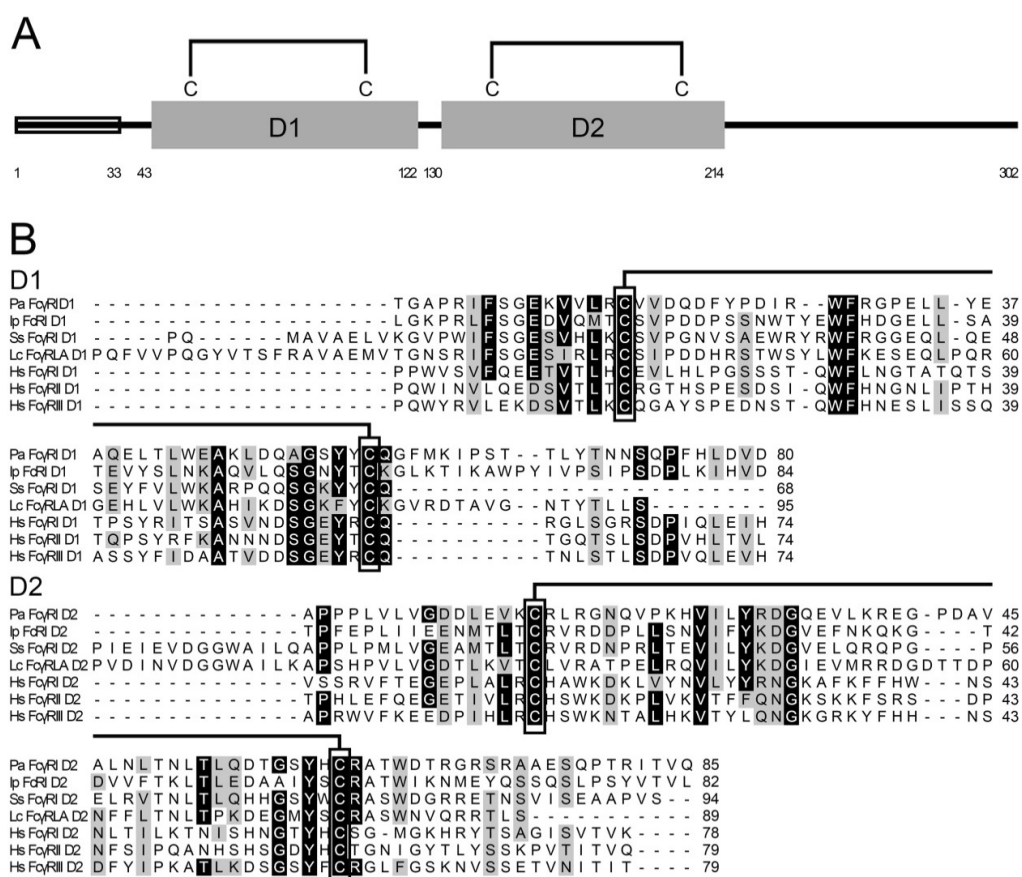 A
C C C C
D1 D2
1 33 43 122 130 214 302
B
D1
Pa FcγRI D1 - - - - - - - - - - - - - - - - - - - - TGAPRIFSGEKVVLRCVVDQDFYPDIR--WFRGPELL-YE 37
Ip FcRI D1 - - - - - - - - - - - - - - - - - - - - LGKPRLFSGEDVQMTCSVPDDPSSNWTYEWFHDGELL-SA 39
Ss FcγRI D1 - - - - - PQ - - - - - - MAVAELVKGVPWIFSGESVHLKCSVPGNVSAEWRYRWFRGGEQL-QE 48
Lc FcγRLA D1 PQFVVPQGYVTSFRAVAEMVTGNSRIFSGESIRLRCSIPDDHRSTWSYLWFKESEQLPQR 60
Hs FcγRI D1 - - - - - - - - - - - - - - - - - - - - PPWVSVFQEETVTLHCEVLHLPGSSST-QWFLNGTATQTS 39
Hs FcγRII D1 - - - - - - - - - - - - - - - - - - - - PQWINVLQEDSVTLTCRGTHSPESDSI-QWFHNGNLIPTH 39
Hs FcγRIII D1 - - - - - - - - - - - - - - - - - - - - PQWYRVLEKDSVTLKCQGAYSPEDNST-QWFHNESLISSQ 39
Pa FcγRI D1 AQELTLWEAKLDQAGSYYCQGFMKIPST--TLYTNNSQPFHLDVD 80
Ip FcRI D1 TEVYSLNKAQVLQSGNYTCKGLKTIKAWPYIVPSIPSDPLKIHVD 84
Ss FcγRI D1 SEYFVLWKARPQQSGKYYCQ------------------------- 68
Lc FcγRLA D1 GEHLVLWKAHIKDSGKFYCKGVRDTAVG--NTYTLLS-------- 95
Hs FcγRI D1 TPSYRITSASVNDSGEYRCQ----------RGLSGRSDPIQLEIH 74
Hs FcγRII D1 TQPSYRFKANNNDSGEYTCQ----------TGQTSLSDPVHLTVL 74
Hs FcγRIII D1 ASSYFIDAATVDDSGEYRCQ----------TNLSTLSDPVQLEVH 74
D2
Pa FcγRI D2 - - - - - - - - - - - - - - - APPPLVLVGDDLEVKCRLRGNQVPKHVILYRDGQEVLKREG-PDAV 45
Ip FcRI D2 - - - - - - - - - - - - - - - TPFEPLIIEENMTLTCRVRDDPLLSNVIFYKDGVEFNKQKG----T 42
Ss FcγRI D2 PIEIEVDGGWAILQAPPLPMLVGEAMTLTCRVRDNPRLTEVILYKDGVELQRQPG---P 56
Lc FcγRLA D2 PVDINVDGGWAILKAPSHPVLVGDTLKVTCLVRATPELRQVILYKDGIEVMRRDGDTTDP 60
Hs FcγRI D2 - - - - - - - - - - - - - - - VSSRVFTEGEPLALRCHAWKDKLVYNVLYYRNGKAFKFFHW---NS 43
Hs FcγRII D2 - - - - - - - - - - - - - - - TPHLEFQEGETIVLRCHSWKDKPLVKVTFFQNGKSKKFSRS---DP 43
Hs FcγRIII D2 - - - - - - - - - - - - - - - APRWVFKEEDPIHLRCHSWKNTALHKVTYLQNGKGRKYFHH---NS 43
Pa FcγRI D2 ALNLTNLTLQDTGSYHCRATWDTRGRSRAAESQPTRITVQ 85
Ip FcRI D2 DVVFTKLTLEDAAIYSCRATWIKNMEYQSSQSLPSYVTVL 82
Ss FcγRI D2 ELRVTNLTLQHHGSYWCRASWDGRRETNSVISEAAPVS-- 94
Lc FcγRLA D2 NFFLTNLTPKDEGMYSCRASWNVQRRTLS----------- 89
Hs FcγRI D2 NLTILKTNISHNGTYHCSG-MGKHRYTSAGISVTVK---- 78
Hs FcγRII D2 NFSIPQANHSHSGDYHCTGNIGYTLYSSKPVTITVQ---- 79
Hs FcγRIII D2 DFYIPKATLKDSGSYFCRGLFGSKNVSSETVNITIT---- 79